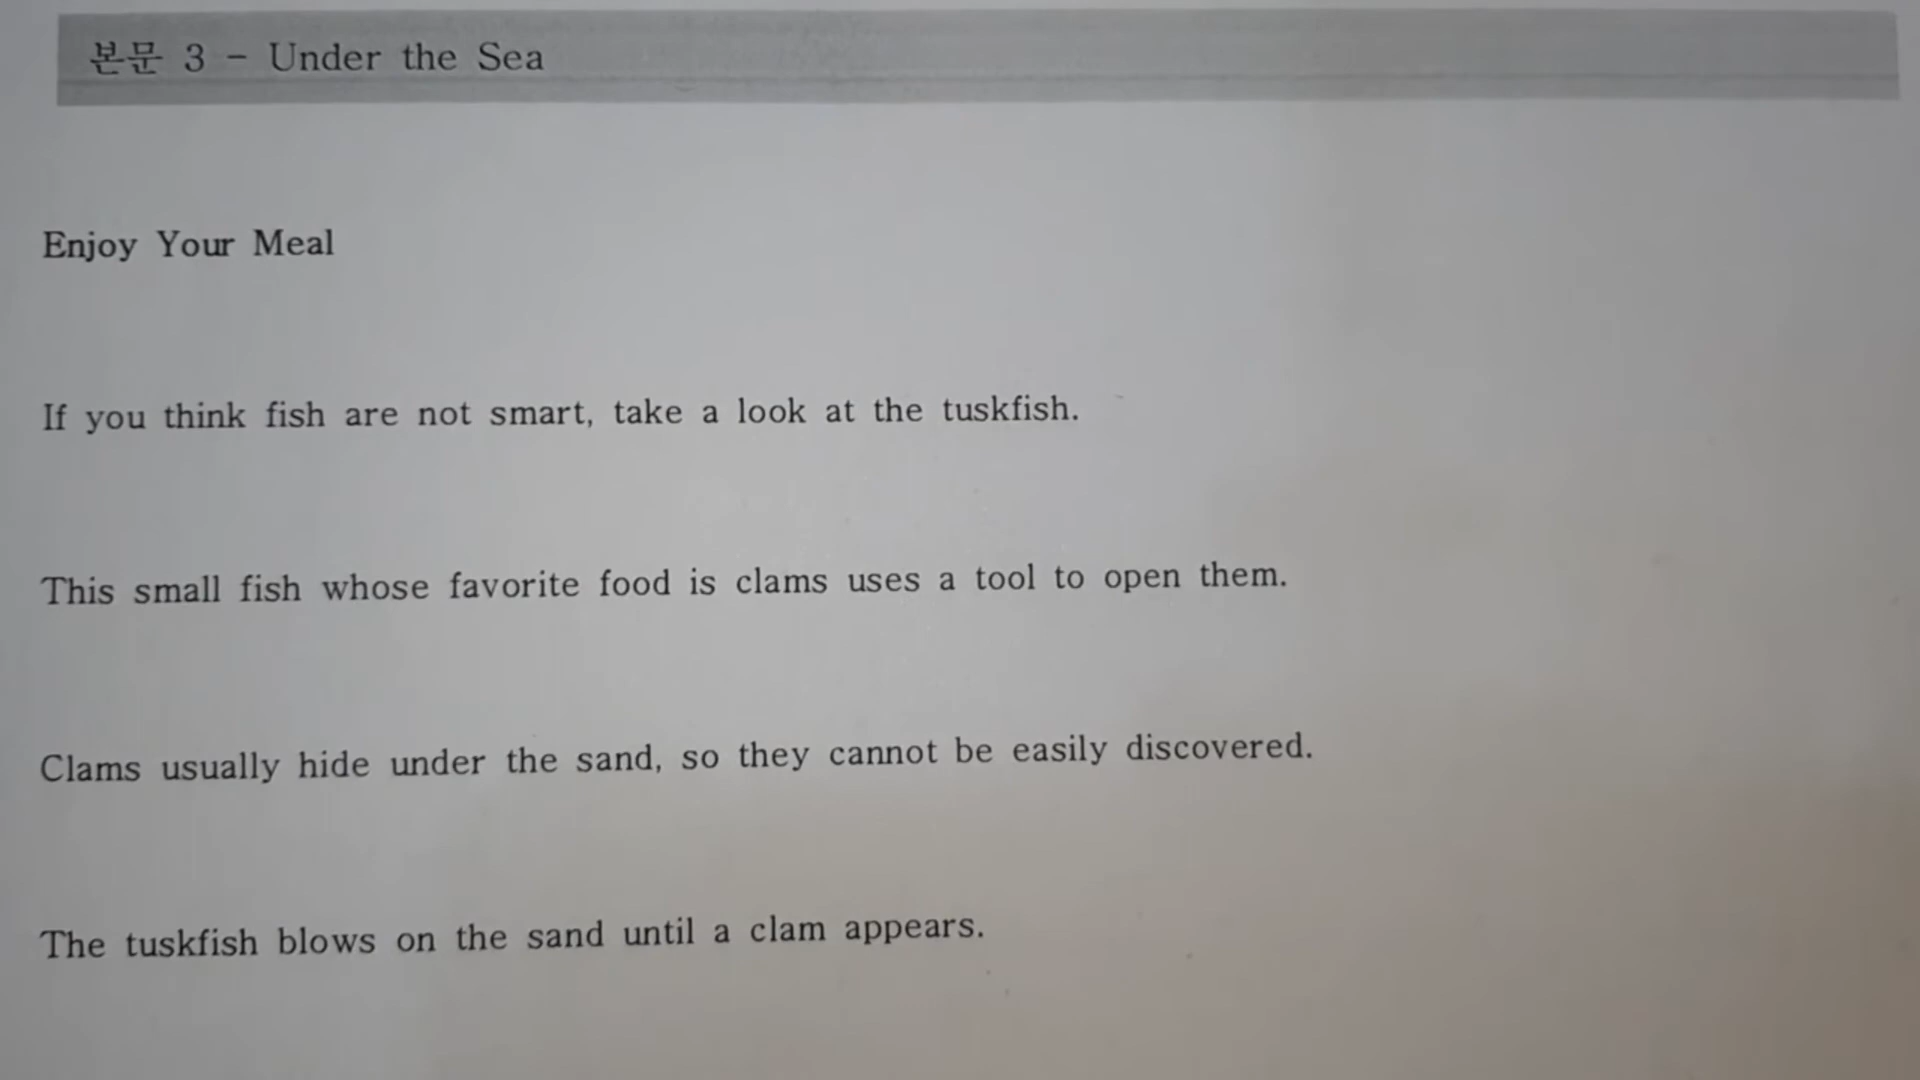 본문 3 - Under the Sea
Enjoy Your Meal
If you think fish are not smart, take a look at the tuskfish.
This small fish whose favorite food is clams uses a tool to open them.
Clams usually hide under the sand, so they cannot be easily discovered.
The tuskfish blows on the sand until a clam appears.